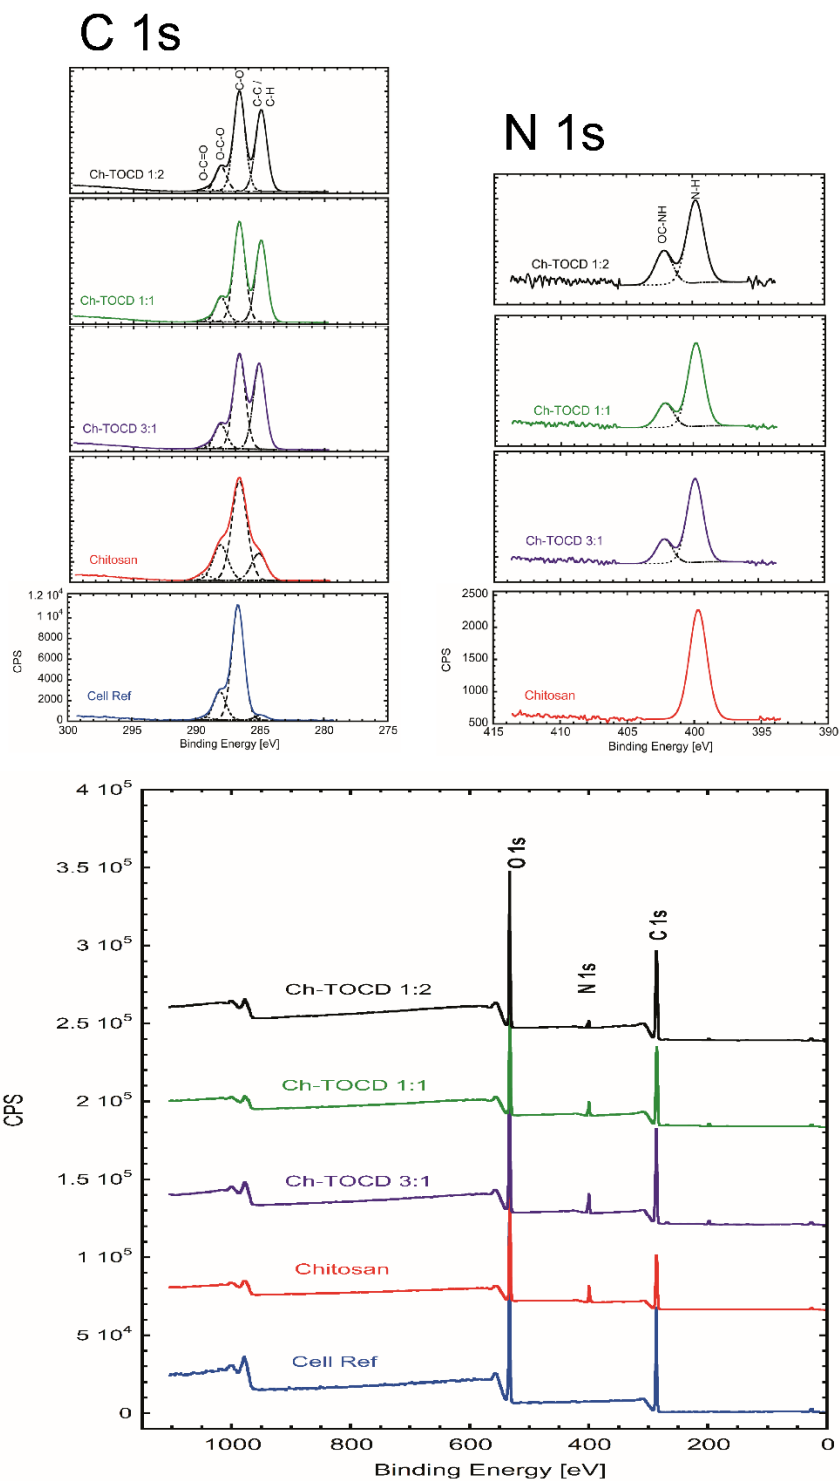 C 1s
O-C=O
O-C-O
C-O
C-C /
C-H
Ch-TOCD 1:2
Ch-TOCD 1:1
Ch-TOCD 3:1
Chitosan
1.2 10⁴
10000
8000
6000
4000
2000
0
CPS
Cell Ref
300 295 290 285 280 275
Binding Energy [eV]
N 1s
OC-NH
N-H
Ch-TOCD 1:2
Ch-TOCD 1:1
Ch-TOCD 3:1
2500
2000
1500
1000
500
CPS
Chitosan
415 410 405 400 395 390
Binding Energy [eV]
4 10⁵
3.5 10⁵
3 10⁵
2.5 10⁵
2 10⁵
1.5 10⁵
1 10⁵
5 10⁴
0
CPS
O 1s
N 1s
C 1s
Ch-TOCD 1:2
Ch-TOCD 1:1
Ch-TOCD 3:1
Chitosan
Cell Ref
1000 800 600 400 200 0
Binding Energy [eV]